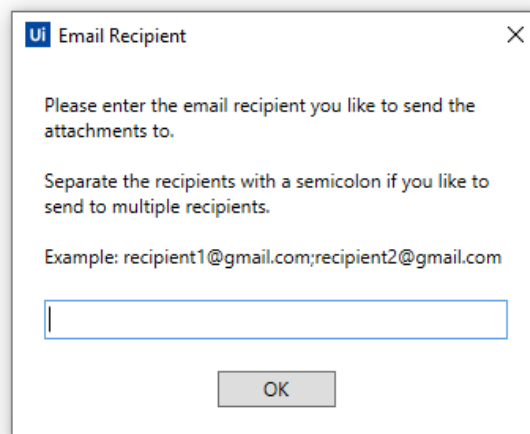 Ui Email Recipient
Please enter the email recipient you like to send the
attachments to.
Separate the recipients with a semicolon if you like to
send to multiple recipients.
Example: recipient1@gmail.com;recipient2@gmail.com
OK